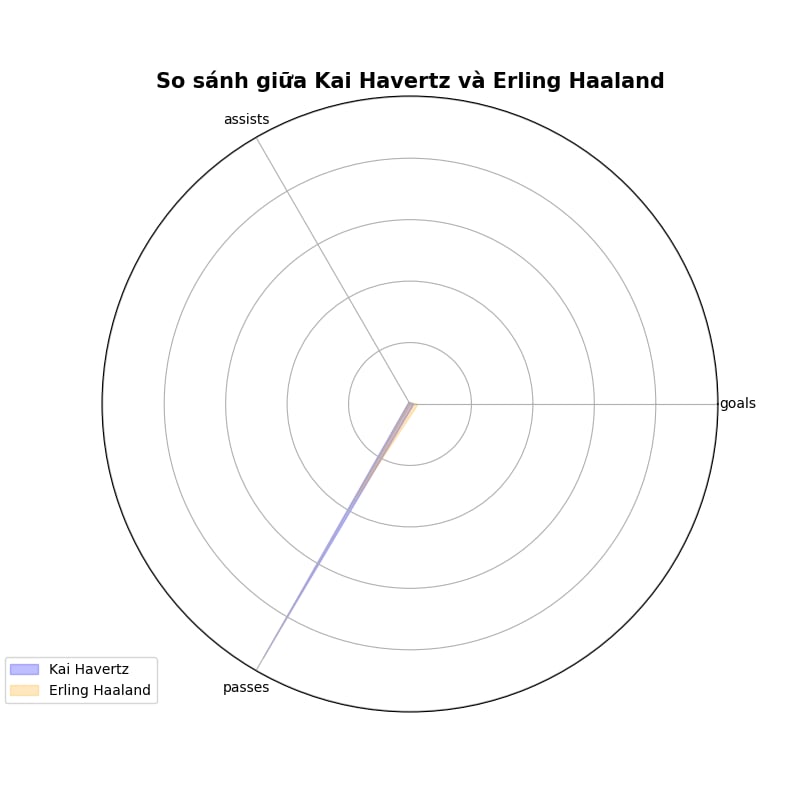 So sánh giữa Kai Havertz và Erling Haaland
assists
goals
passes
Kai Havertz
Erling Haaland